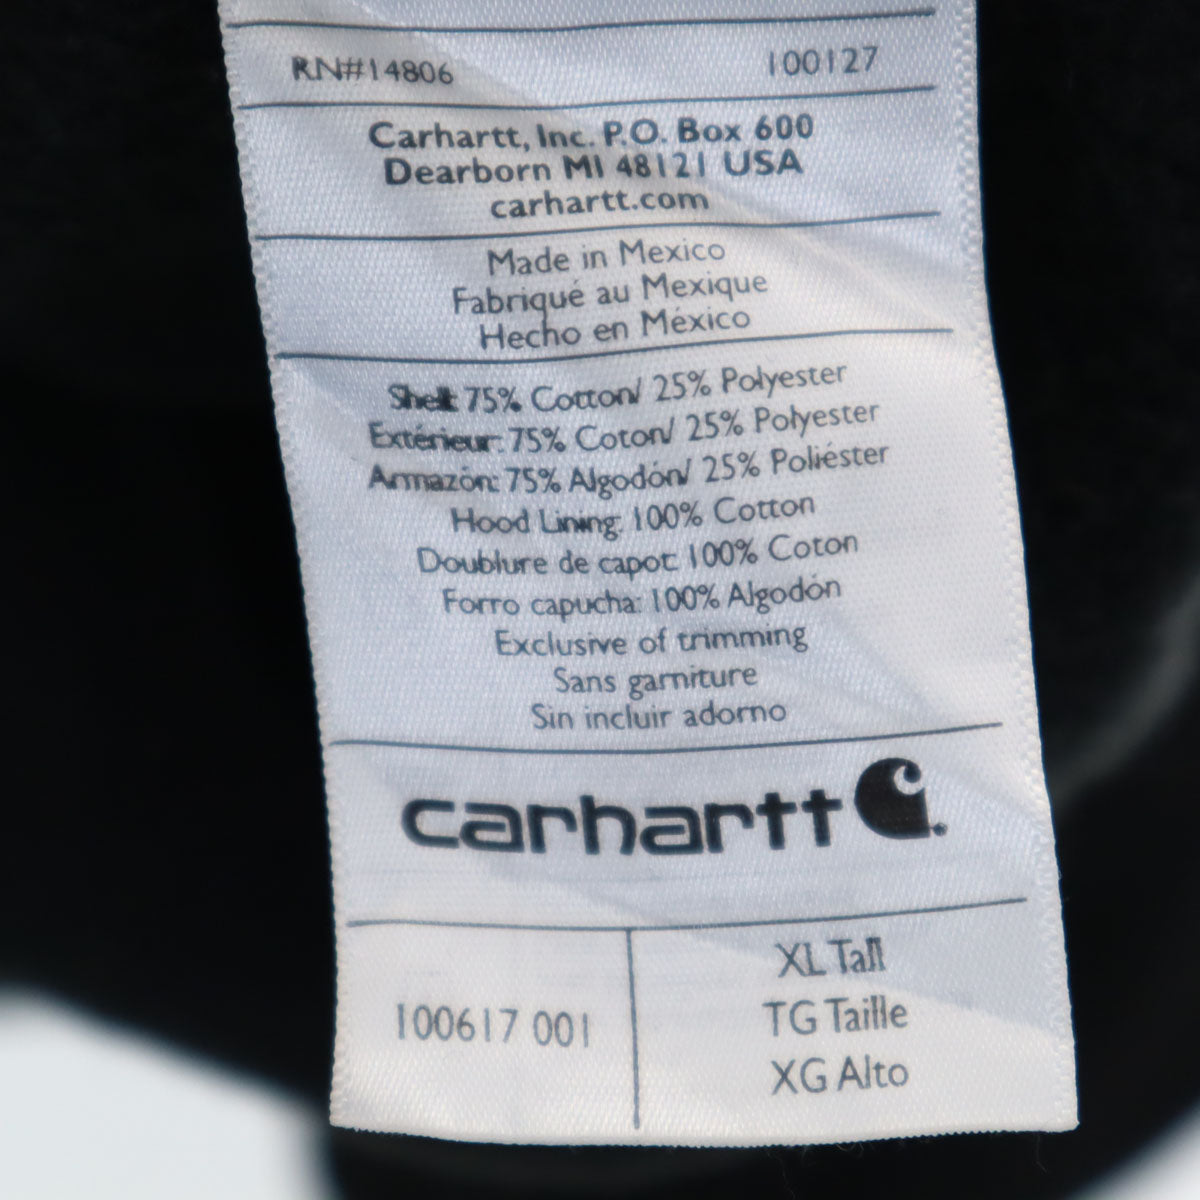 RN#14806 100127
Carhartt, Inc. P.O. Box 600
Dearborn MI 48121 USA
carhartt.com
Made in Mexico
Fabriqué au Mexique
Hecho en México
Shell: 75% Cotton/ 25% Polyester
Extérieur: 75% Coton/ 25% Polyester
Armazón: 75% Algodón/ 25% Poliéster
Hood Lining: 100% Cotton
Doublure de capot: 100% Coton
Forro capucha: 100% Algodón
Exclusive of trimming
Sans garniture
Sin incluir adorno
carhartt
100617 001
XL Tall
TG Taille
XG Alto